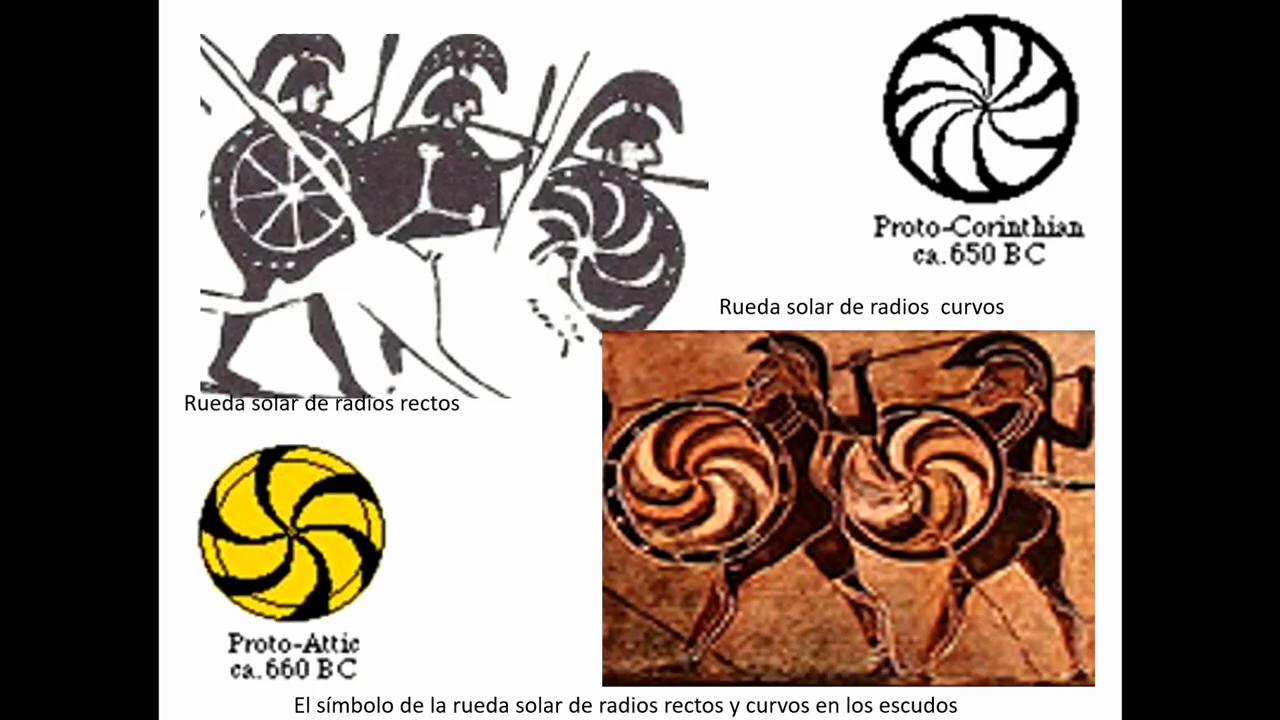 Proto-Corinthian
ca. 650 BC
Rueda solar de radios  curvos
Rueda solar de radios rectos
Proto-Attic
ca. 660 BC
El símbolo de la rueda solar de radios rectos y curvos en los escudos